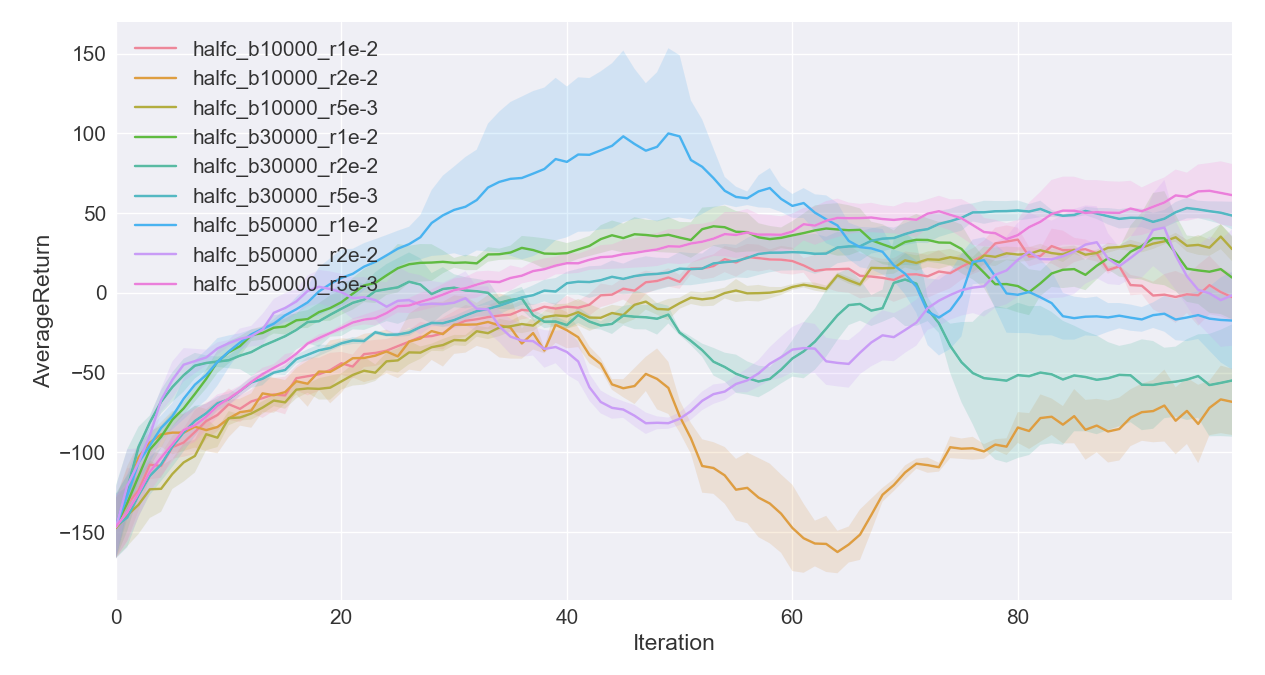 150
100
50
0
−50
−100
−150
AverageReturn
halfc_b10000_r1e-2
halfc_b10000_r2e-2
halfc_b10000_r5e-3
halfc_b30000_r1e-2
halfc_b30000_r2e-2
halfc_b30000_r5e-3
halfc_b50000_r1e-2
halfc_b50000_r2e-2
halfc_b50000_r5e-3
0 20 40 60 80
Iteration